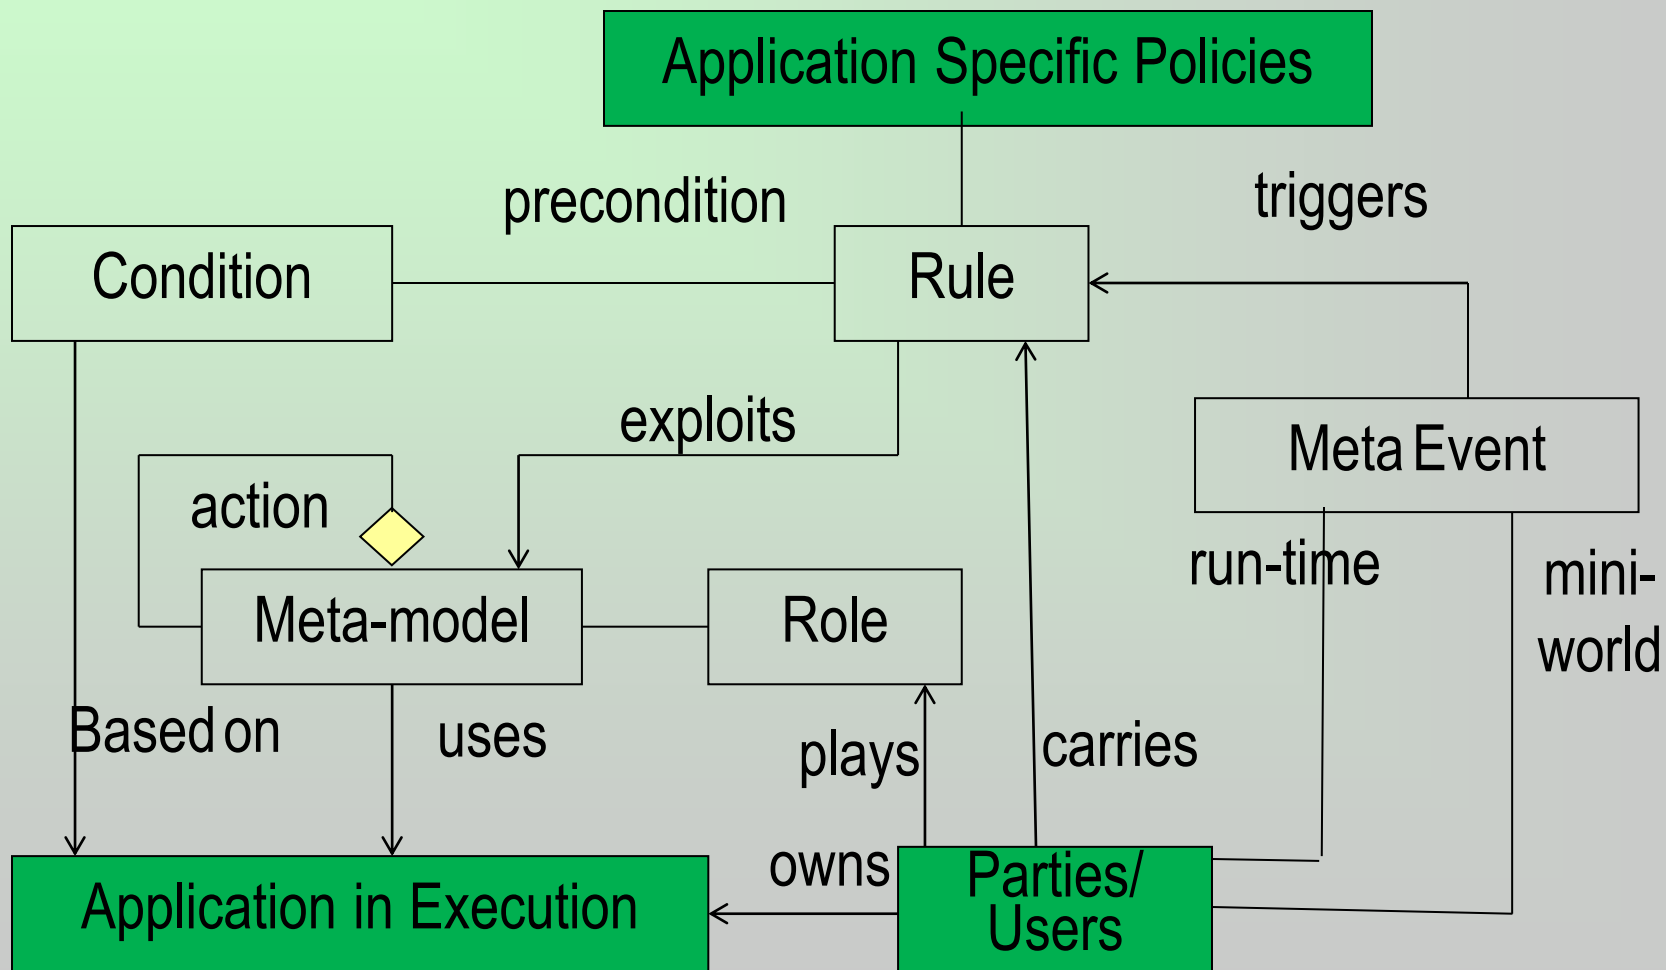 Application Specific Policies
precondition
triggers
Condition
Rule
exploits
Meta Event
action
run-time
mini-
world
Meta-model
Role
Based on
uses
plays
carries
owns
Parties/
Users
Application in Execution